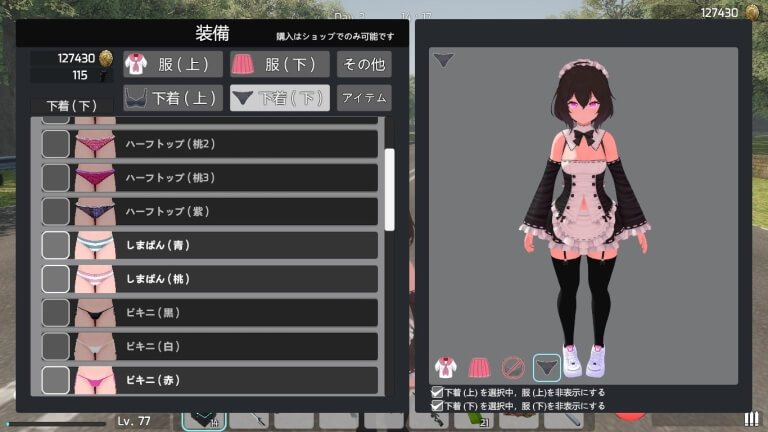 127430
装備
購入はショップでのみ可能です
127430
115
服(上)
服(下)
その他
下着(下)
下着(上)
下着(下)
アイテム
ハーフトップ(桃2)
ハーフトップ(桃3)
ハーフトップ(紫)
しまぱん(青)
しまぱん(桃)
ビキニ(黒)
ビキニ(白)
ビキニ(赤)
下着(上)を選択中，服(上)を非表示にする
下着(下)を選択中，服(下)を非表示にする
Lv. 77
14
21